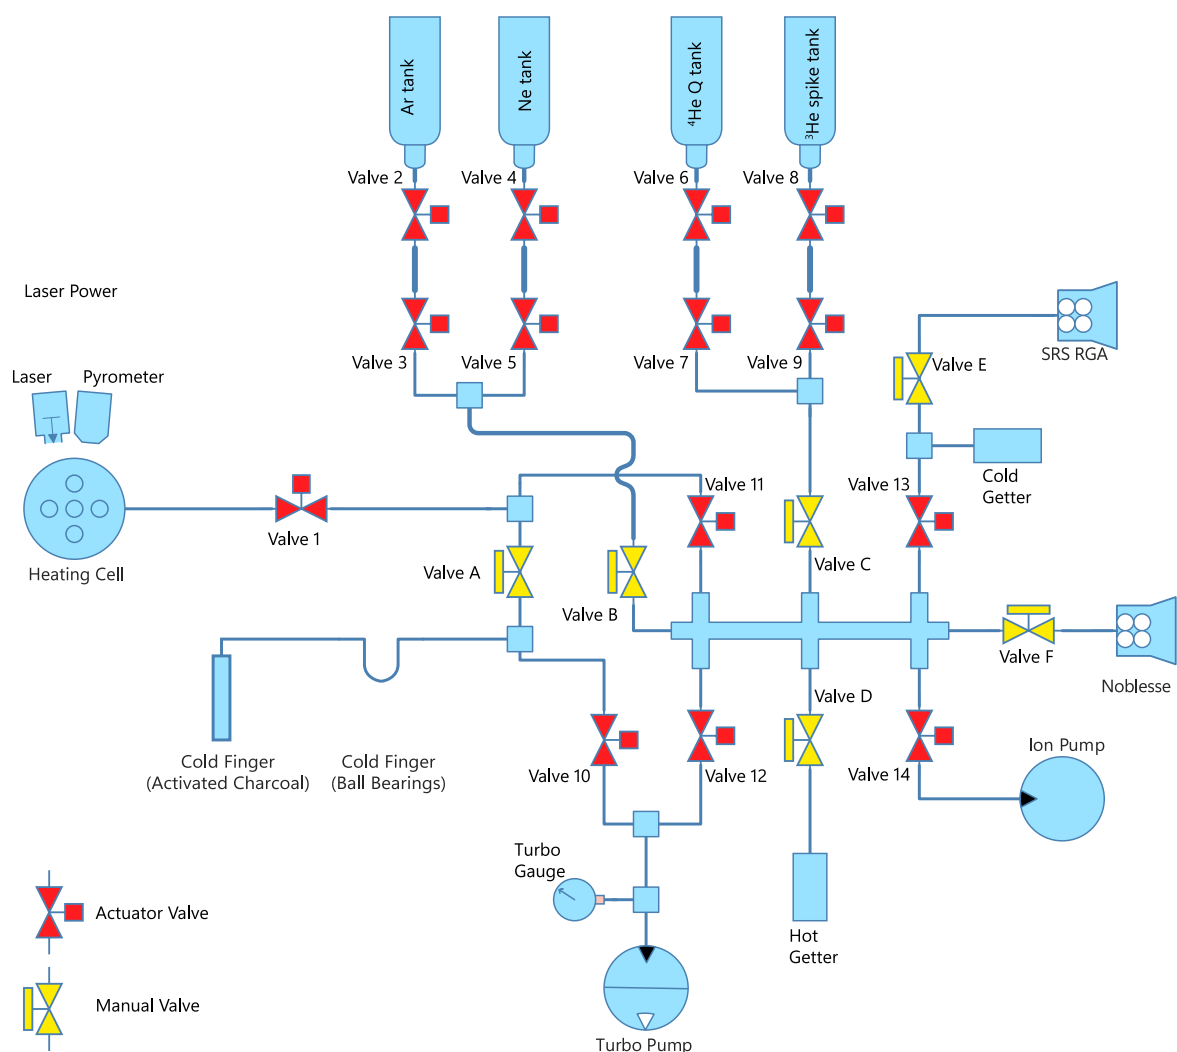 Ar tank
Ne tank
⁴He Q tank
³He spike tank
Valve 2
Valve 4
Valve 6
Valve 8
Laser Power
Valve 3
Valve 5
Valve 7
Valve 9
Valve E
SRS RGA
Laser
Pyrometer
Valve 11
Valve 13
Cold
Getter
Valve 1
Heating Cell
Valve A
Valve B
Valve C
Valve F
Noblesse
Valve D
Cold Finger
(Activated Charcoal)
Cold Finger
(Ball Bearings)
Valve 10
Valve 12
Valve 14
Ion Pump
Turbo
Gauge
Hot
Getter
Actuator Valve
Manual Valve
Turbo Pump